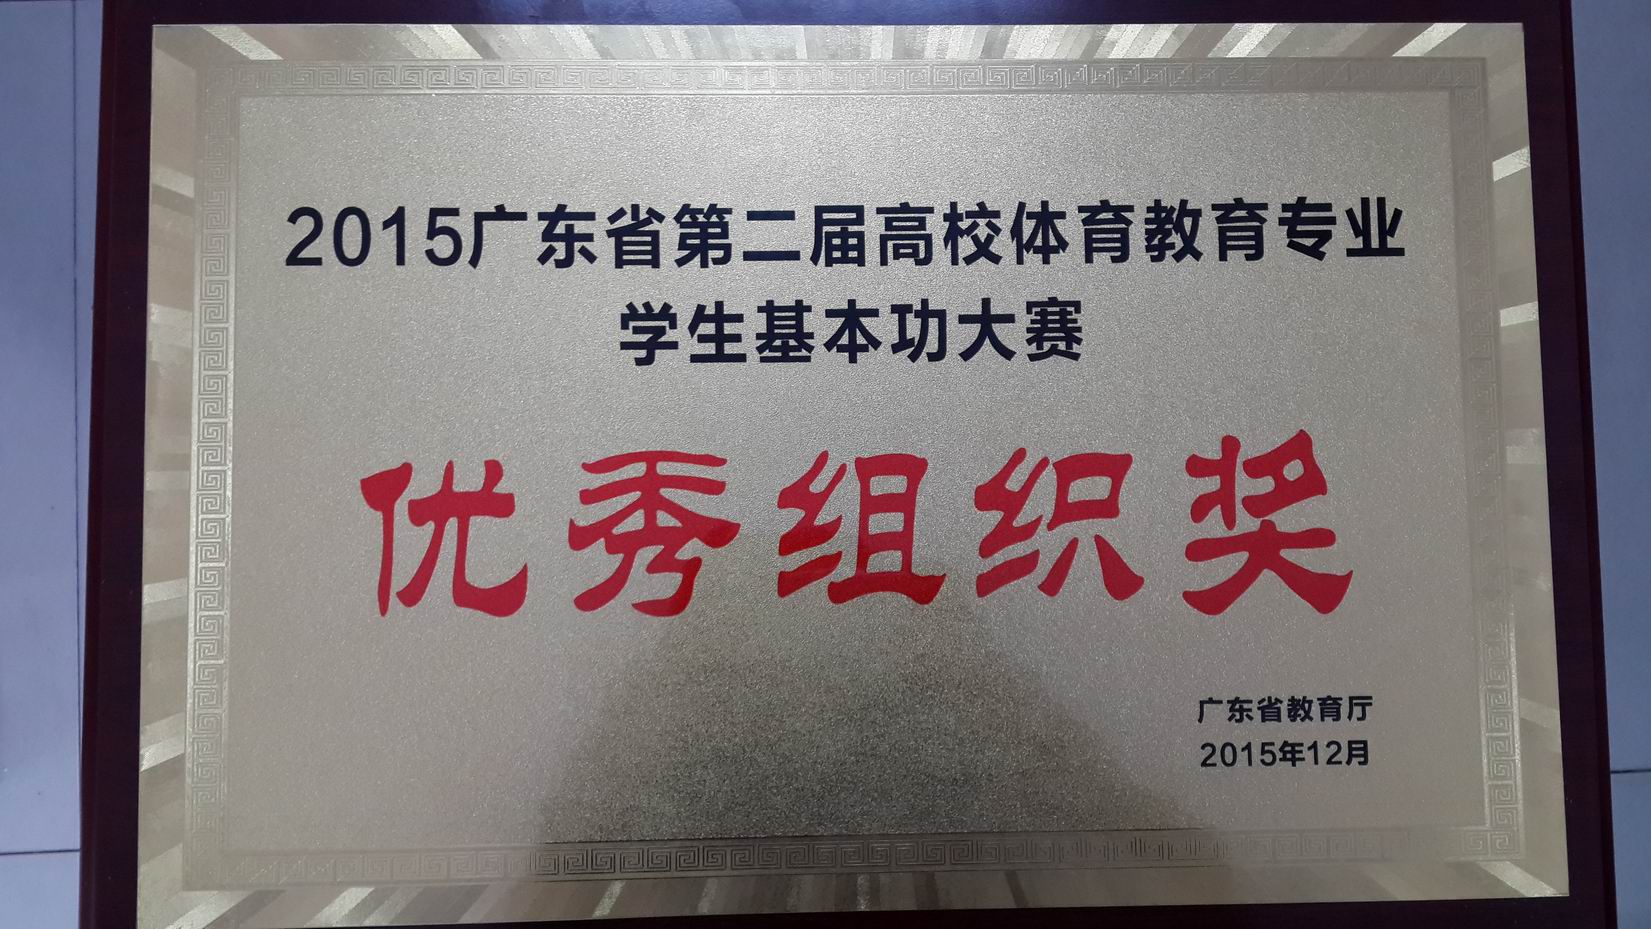 2015广东省第二届高校体育教育专业
学生基本功大赛
优秀组织奖
广东省教育厅
2015年12月